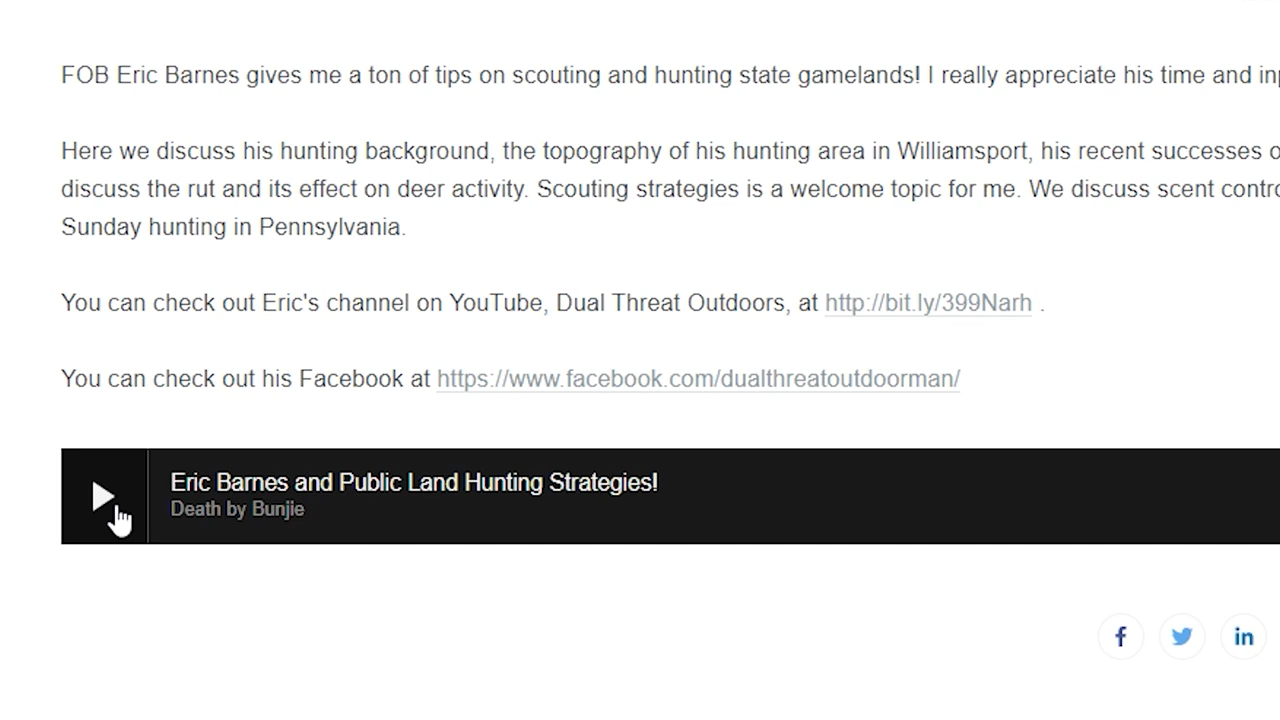 FOB Eric Barnes gives me a ton of tips on scouting and hunting state gamelands! I really appreciate his time and
Here we discuss his hunting background, the topography of his hunting area in Williamsport, his recent successes
discuss the rut and its effect on deer activity. Scouting strategies is a welcome topic for me. We discuss scent
Sunday hunting in Pennsylvania.
You can check out Eric's channel on YouTube, Dual Threat Outdoors, at http://bit.ly/399Narh .
You can check out his Facebook at https://www.facebook.com/dualthreatoutdoorman/
Eric Barnes and Public Land Hunting Strategies!
Death by Bunjie
f
in